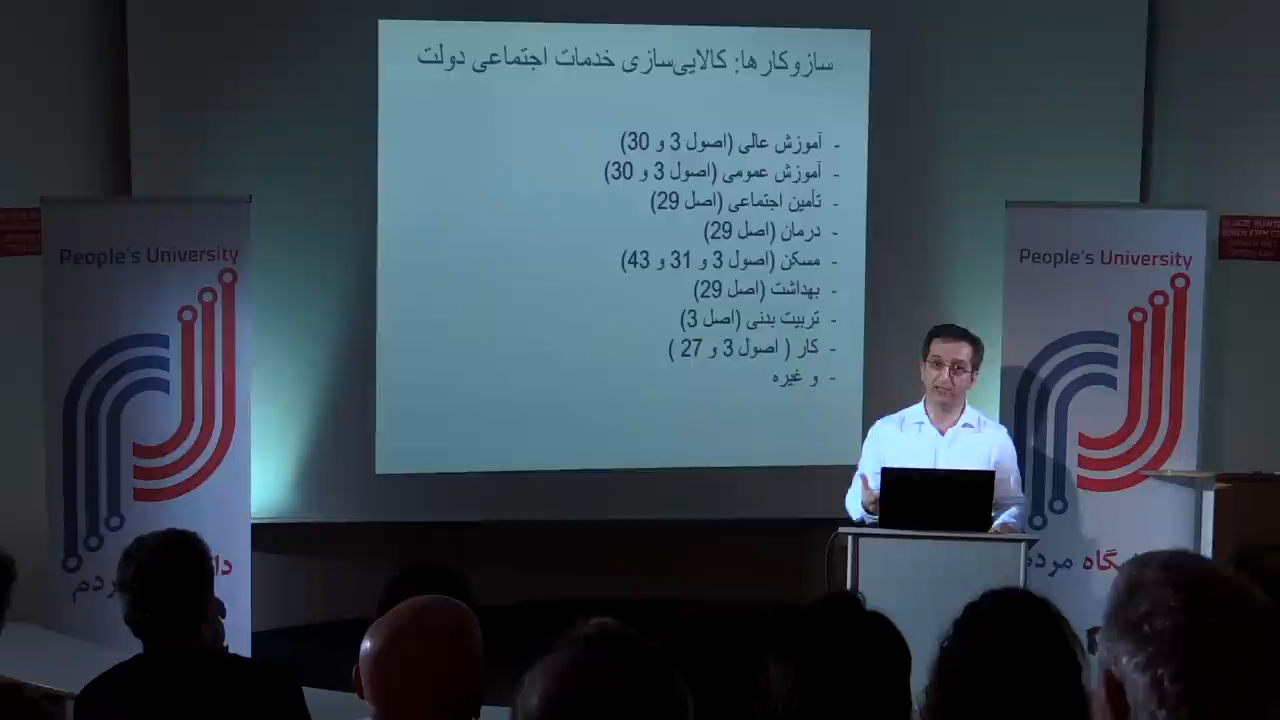 سازوکارها: کالایی‌سازی خدمات اجتماعی دولت
- آموزش عالی (اصول 3 و 30)
- آموزش عمومی (اصول 3 و 30)
- تأمین اجتماعی (اصل 29)
- درمان (اصل 29)
- مسکن (اصول 3 و 31 و 43)
- بهداشت (اصل 29)
- تربیت بدنی (اصل 3)
- کار ( اصول 3 و 27 )
- و غیره
People's University
People's University